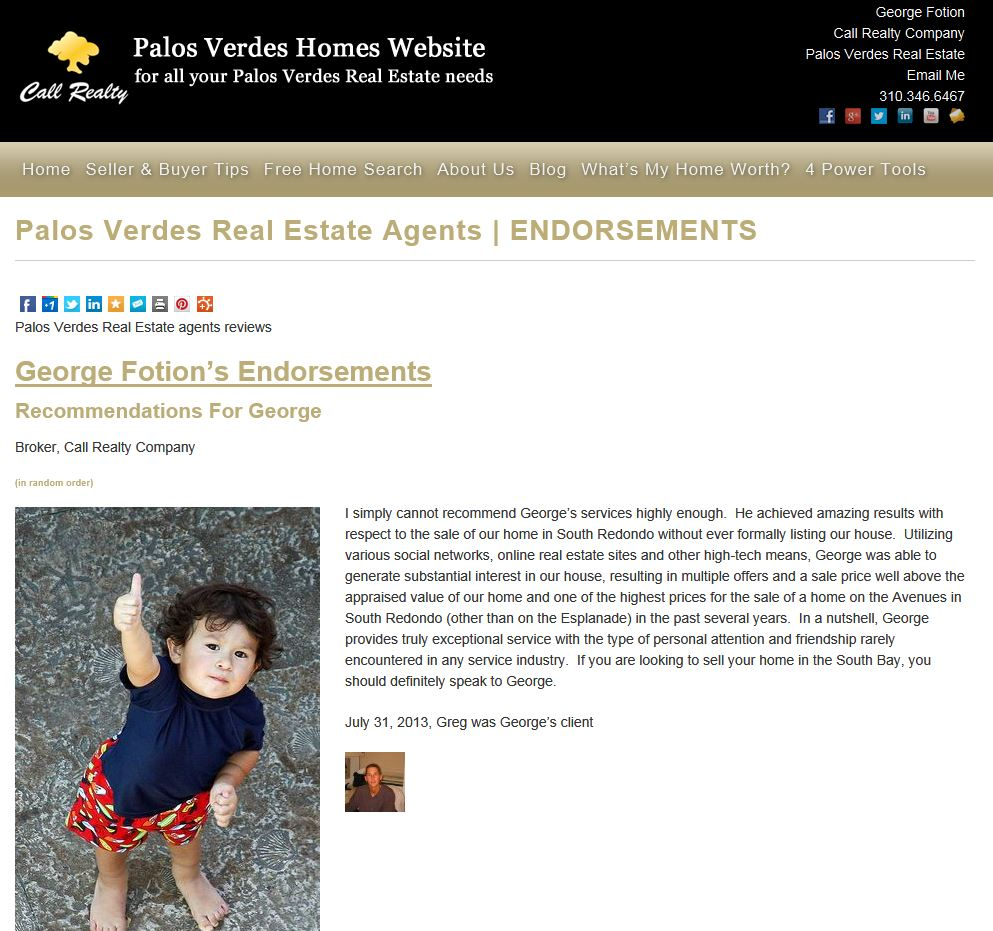 George Fotion
Call Realty Company
Palos Verdes Real Estate
Email Me
310.346.6467
Call Realty
Palos Verdes Homes Website
for all your Palos Verdes Real Estate needs
Home Seller & Buyer Tips Free Home Search About Us Blog What's My Home Worth? 4 Power Tools
Palos Verdes Real Estate Agents | ENDORSEMENTS
Palos Verdes Real Estate agents reviews
George Fotion's Endorsements
Recommendations For George
Broker, Call Realty Company
(in random order)
I simply cannot recommend George's services highly enough.  He achieved amazing results with
respect to the sale of our home in South Redondo without ever formally listing our house.  Utilizing
various social networks, online real estate sites and other high-tech means, George was able to
generate substantial interest in our house, resulting in multiple offers and a sale price well above the
appraised value of our home and one of the highest prices for the sale of a home on the Avenues in
South Redondo (other than on the Esplanade) in the past several years.  In a nutshell, George
provides truly exceptional service with the type of personal attention and friendship rarely
encountered in any service industry.  If you are looking to sell your home in the South Bay, you
should definitely speak to George.
July 31, 2013, Greg was George's client